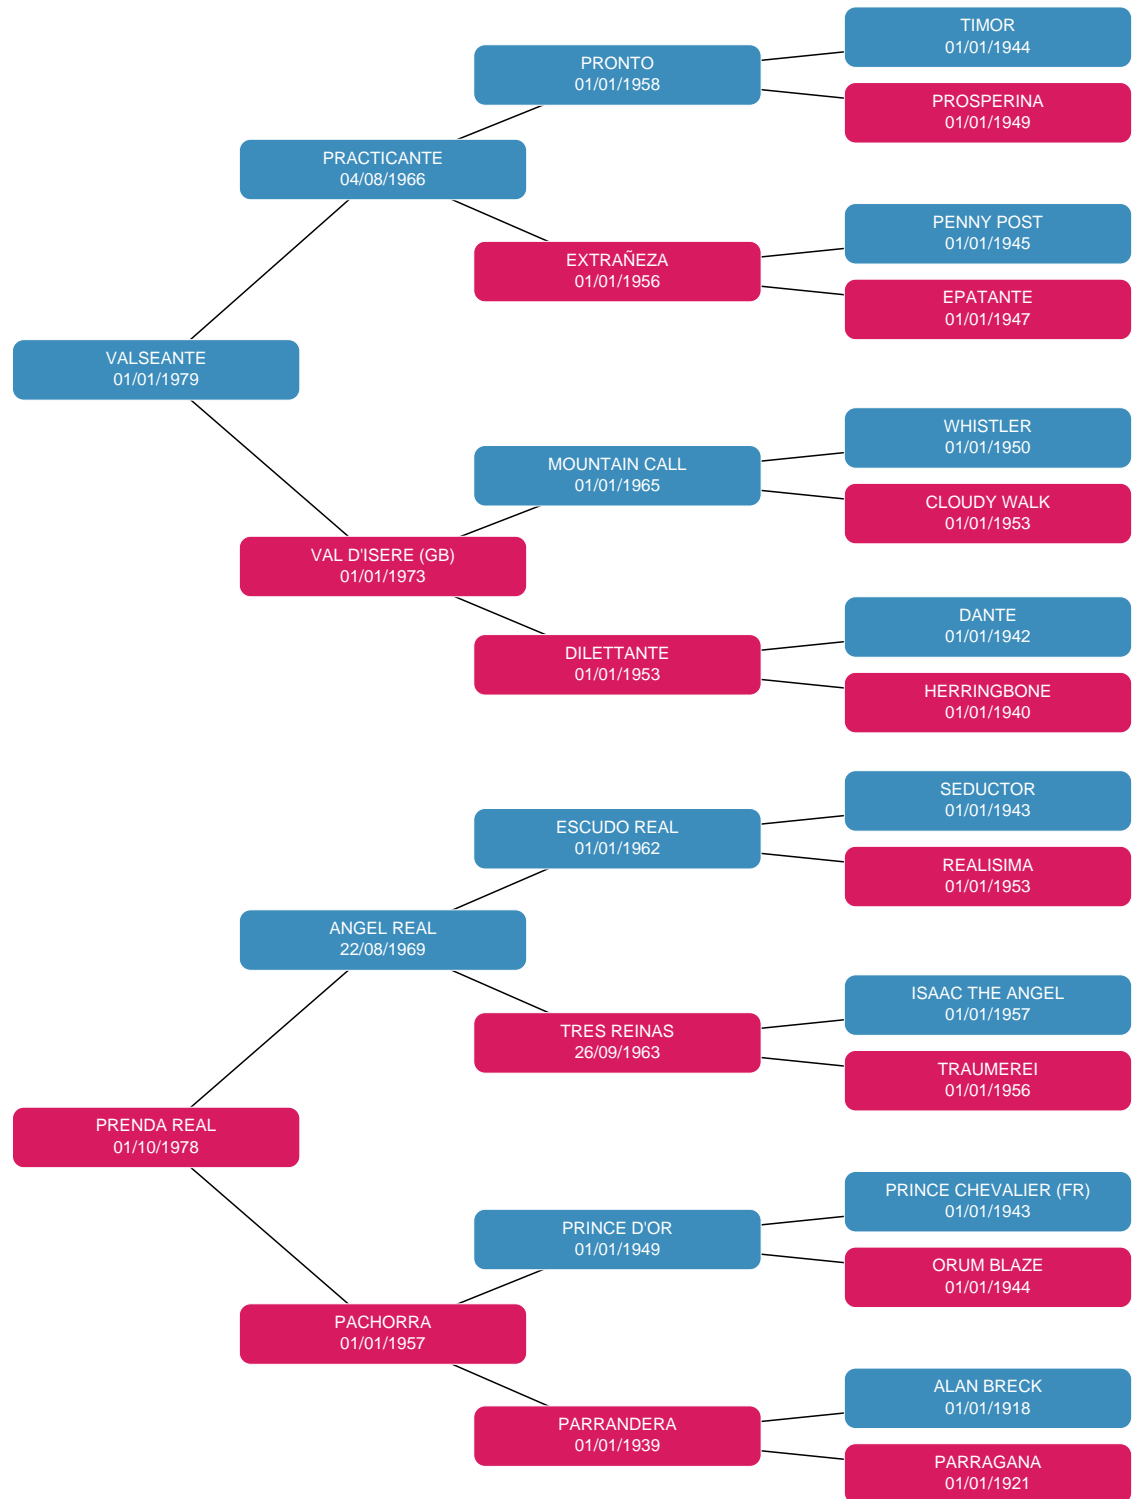 TIMOR
01/01/1944
PRONTO
01/01/1958
PROSPERINA
01/01/1949
PRACTICANTE
04/08/1966
PENNY POST
01/01/1945
EXTRAÑEZA
01/01/1956
EPATANTE
01/01/1947
VALSEANTE
01/01/1979
WHISTLER
01/01/1950
MOUNTAIN CALL
01/01/1965
CLOUDY WALK
01/01/1953
VAL D'ISERE (GB)
01/01/1973
DANTE
01/01/1942
DILETTANTE
01/01/1953
HERRINGBONE
01/01/1940
SEDUCTOR
01/01/1943
ESCUDO REAL
01/01/1962
REALISIMA
01/01/1953
ANGEL REAL
22/08/1969
ISAAC THE ANGEL
01/01/1957
TRES REINAS
26/09/1963
TRAUMEREI
01/01/1956
PRENDA REAL
01/10/1978
PRINCE CHEVALIER (FR)
01/01/1943
PRINCE D'OR
01/01/1949
ORUM BLAZE
01/01/1944
PACHORRA
01/01/1957
ALAN BRECK
01/01/1918
PARRANDERA
01/01/1939
PARRAGANA
01/01/1921